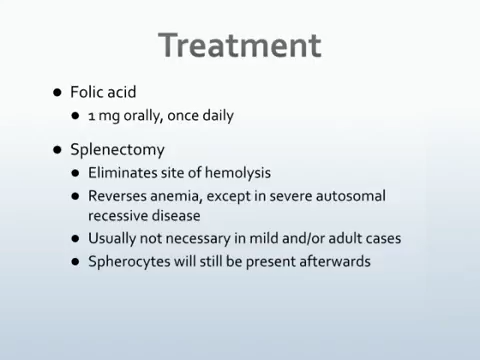 Treatment
• Folic acid
• 1 mg orally, once daily
• Splenectomy
• Eliminates site of hemolysis
• Reverses anemia, except in severe autosomal
recessive disease
• Usually not necessary in mild and/or adult cases
• Spherocytes will still be present afterwards